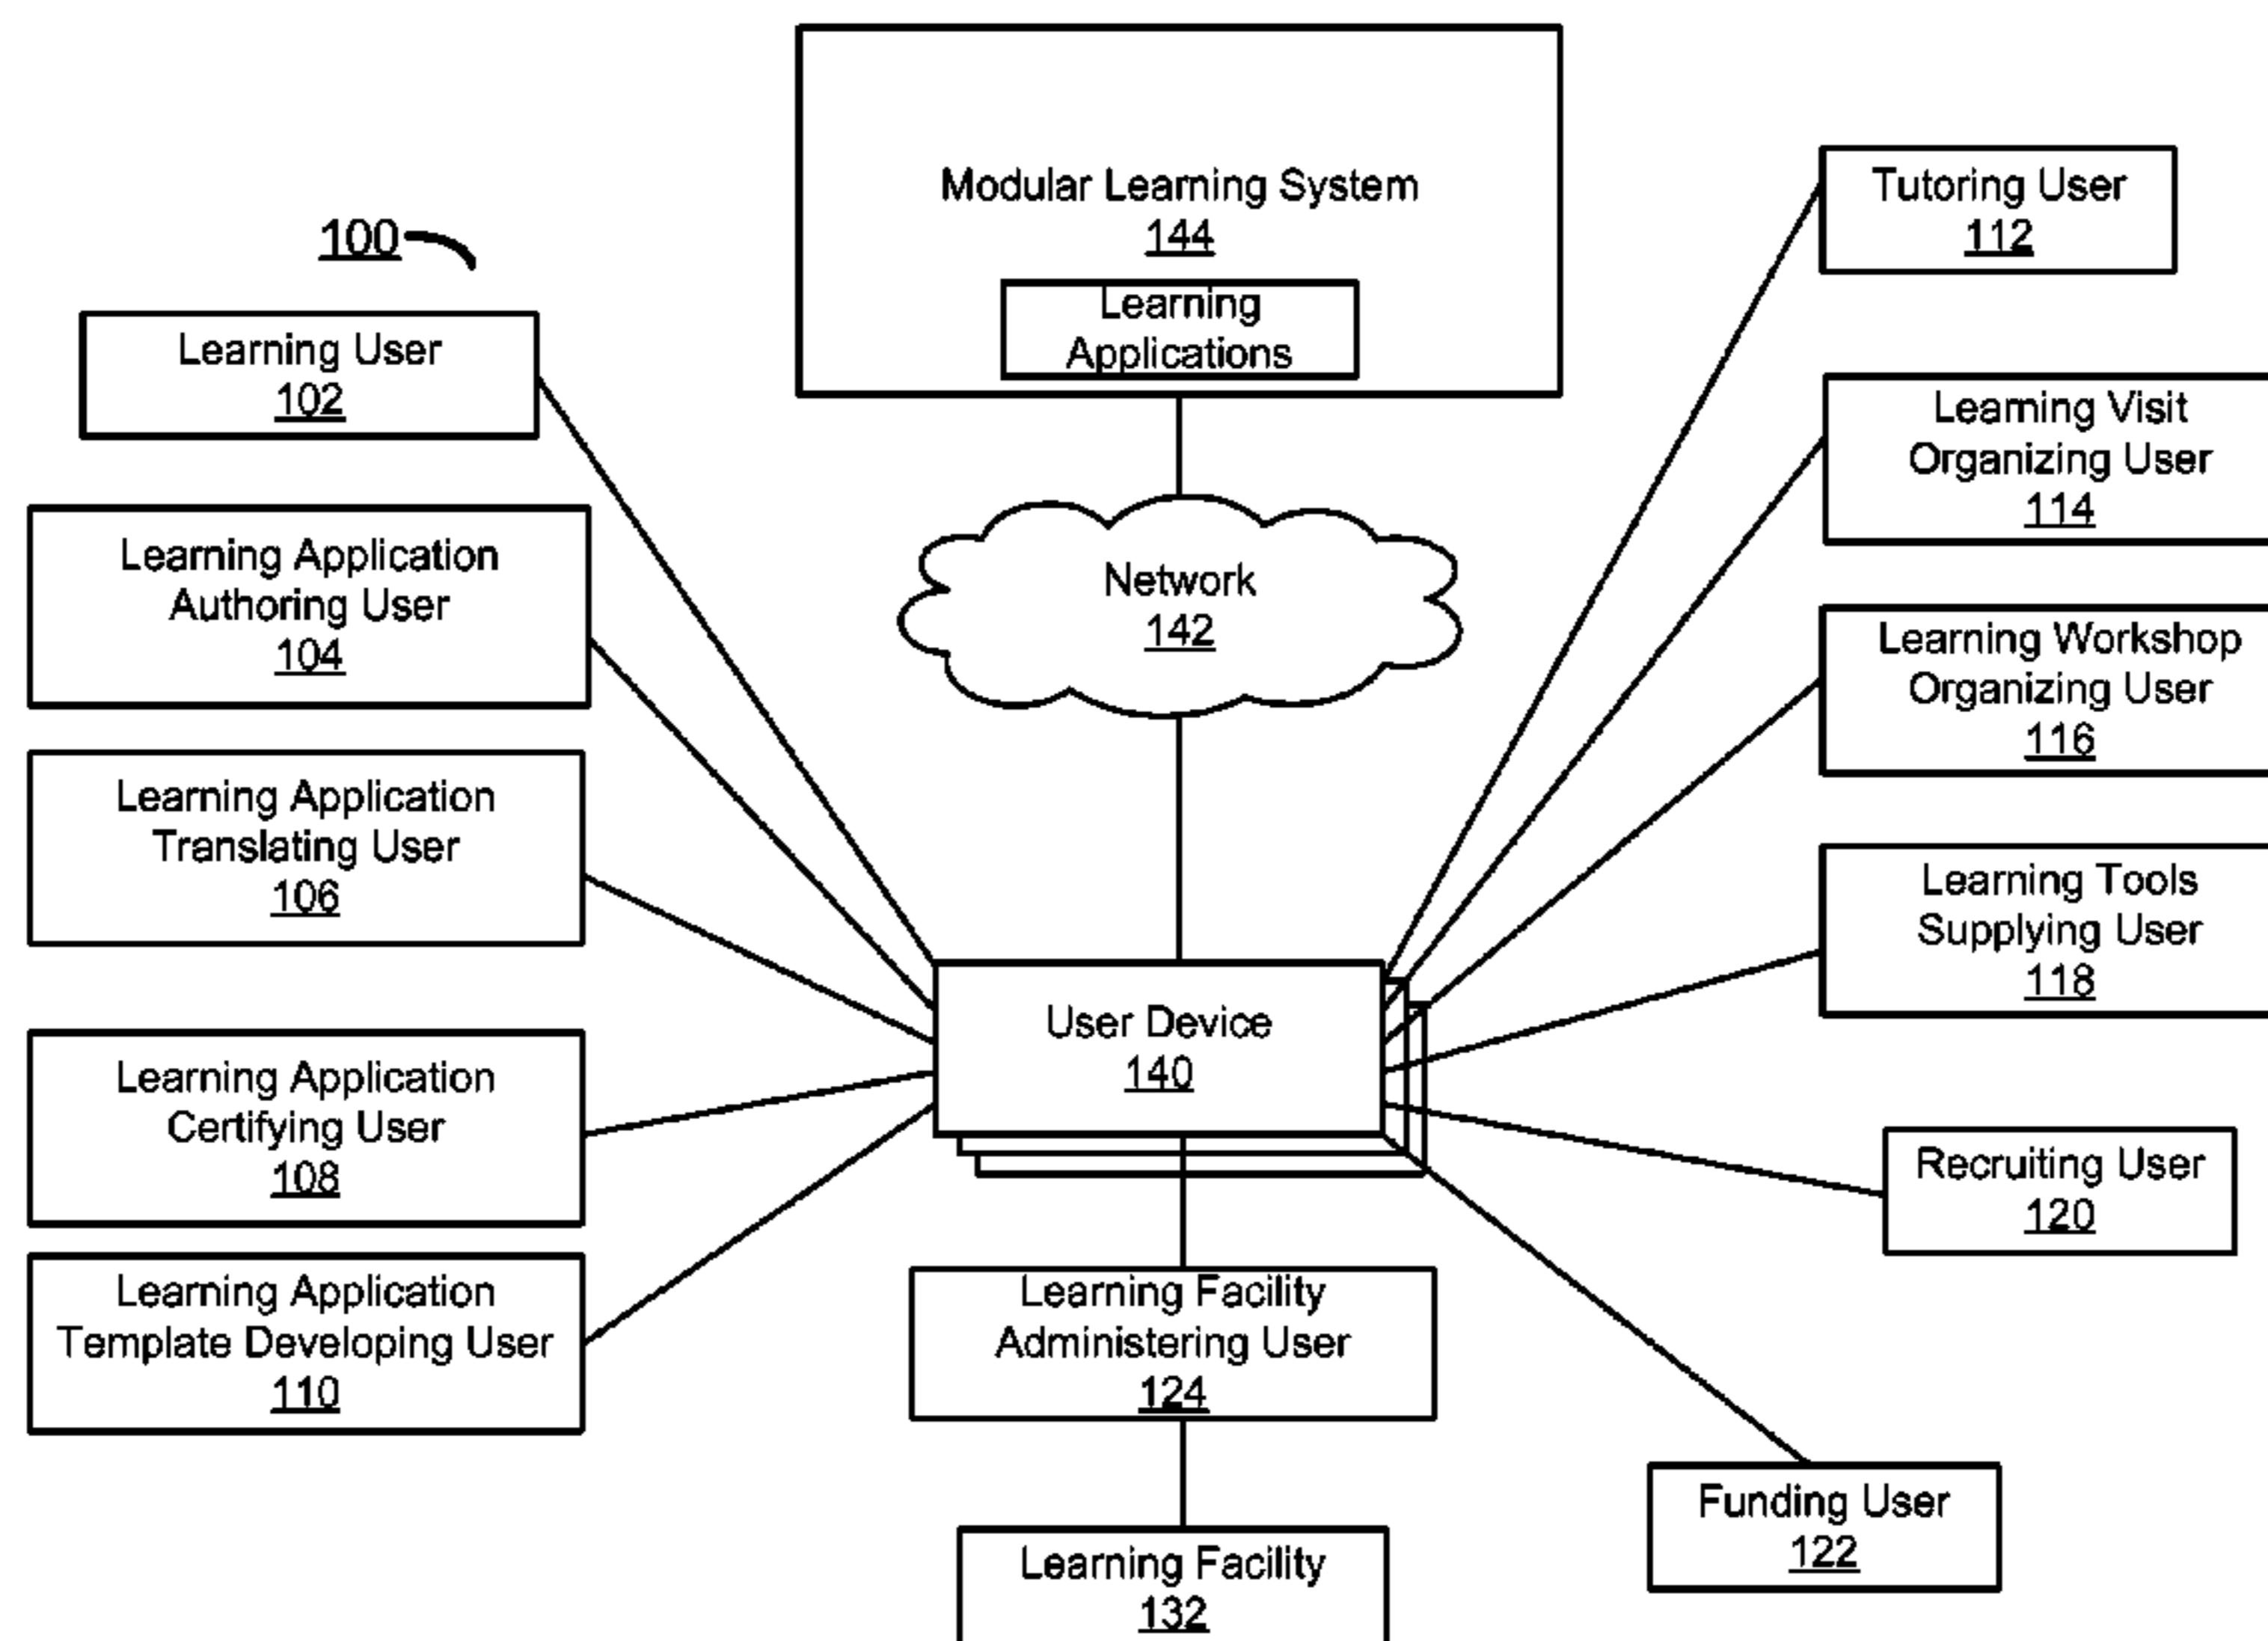 Modular Learning System
144
Learning
Applications
100
Learning User
102
Learning Application
Authoring User
104
Learning Application
Translating User
106
Learning Application
Certifying User
108
Learning Application
Template Developing User
110
Network
142
User Device
140
Learning Facility
Administering User
124
Learning Facility
132
Tutoring User
112
Learning Visit
Organizing User
114
Learning Workshop
Organizing User
116
Learning Tools
Supplying User
118
Recruiting User
120
Funding User
122